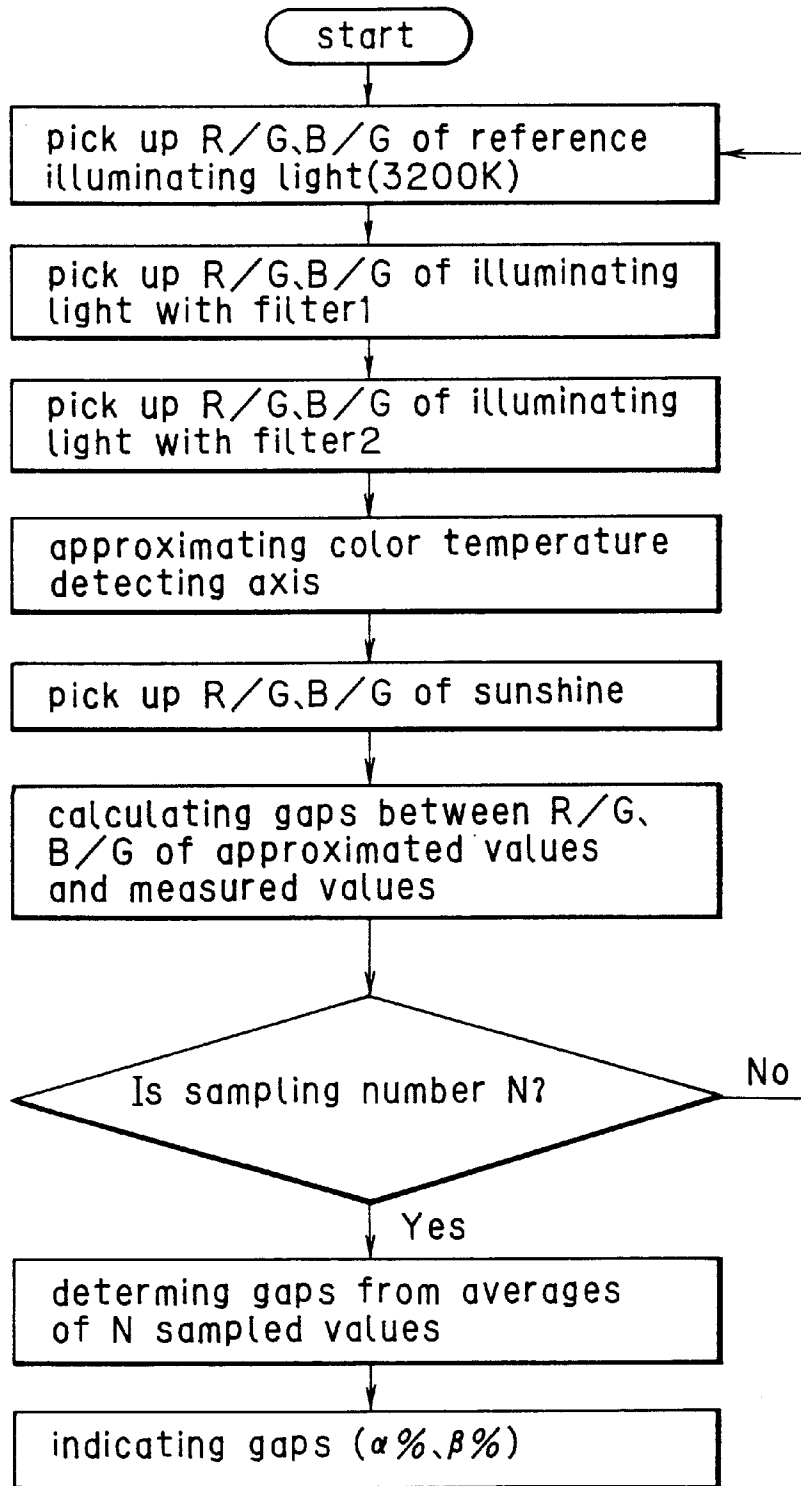 start
pick up R/G、B/G of reference
illuminating light(3200K)
pick up R/G、B/G of illuminating
light with filter1
pick up R/G、B/G of illuminating
light with filter2
approximating color temperature
detecting axis
pick up R/G、B/G of sunshine
calculating gaps between R/G、
B/G of approximated values
and measured values
Is sampling number N?
No
Yes
determing gaps from averages
of N sampled values
indicating gaps (α%、β%)